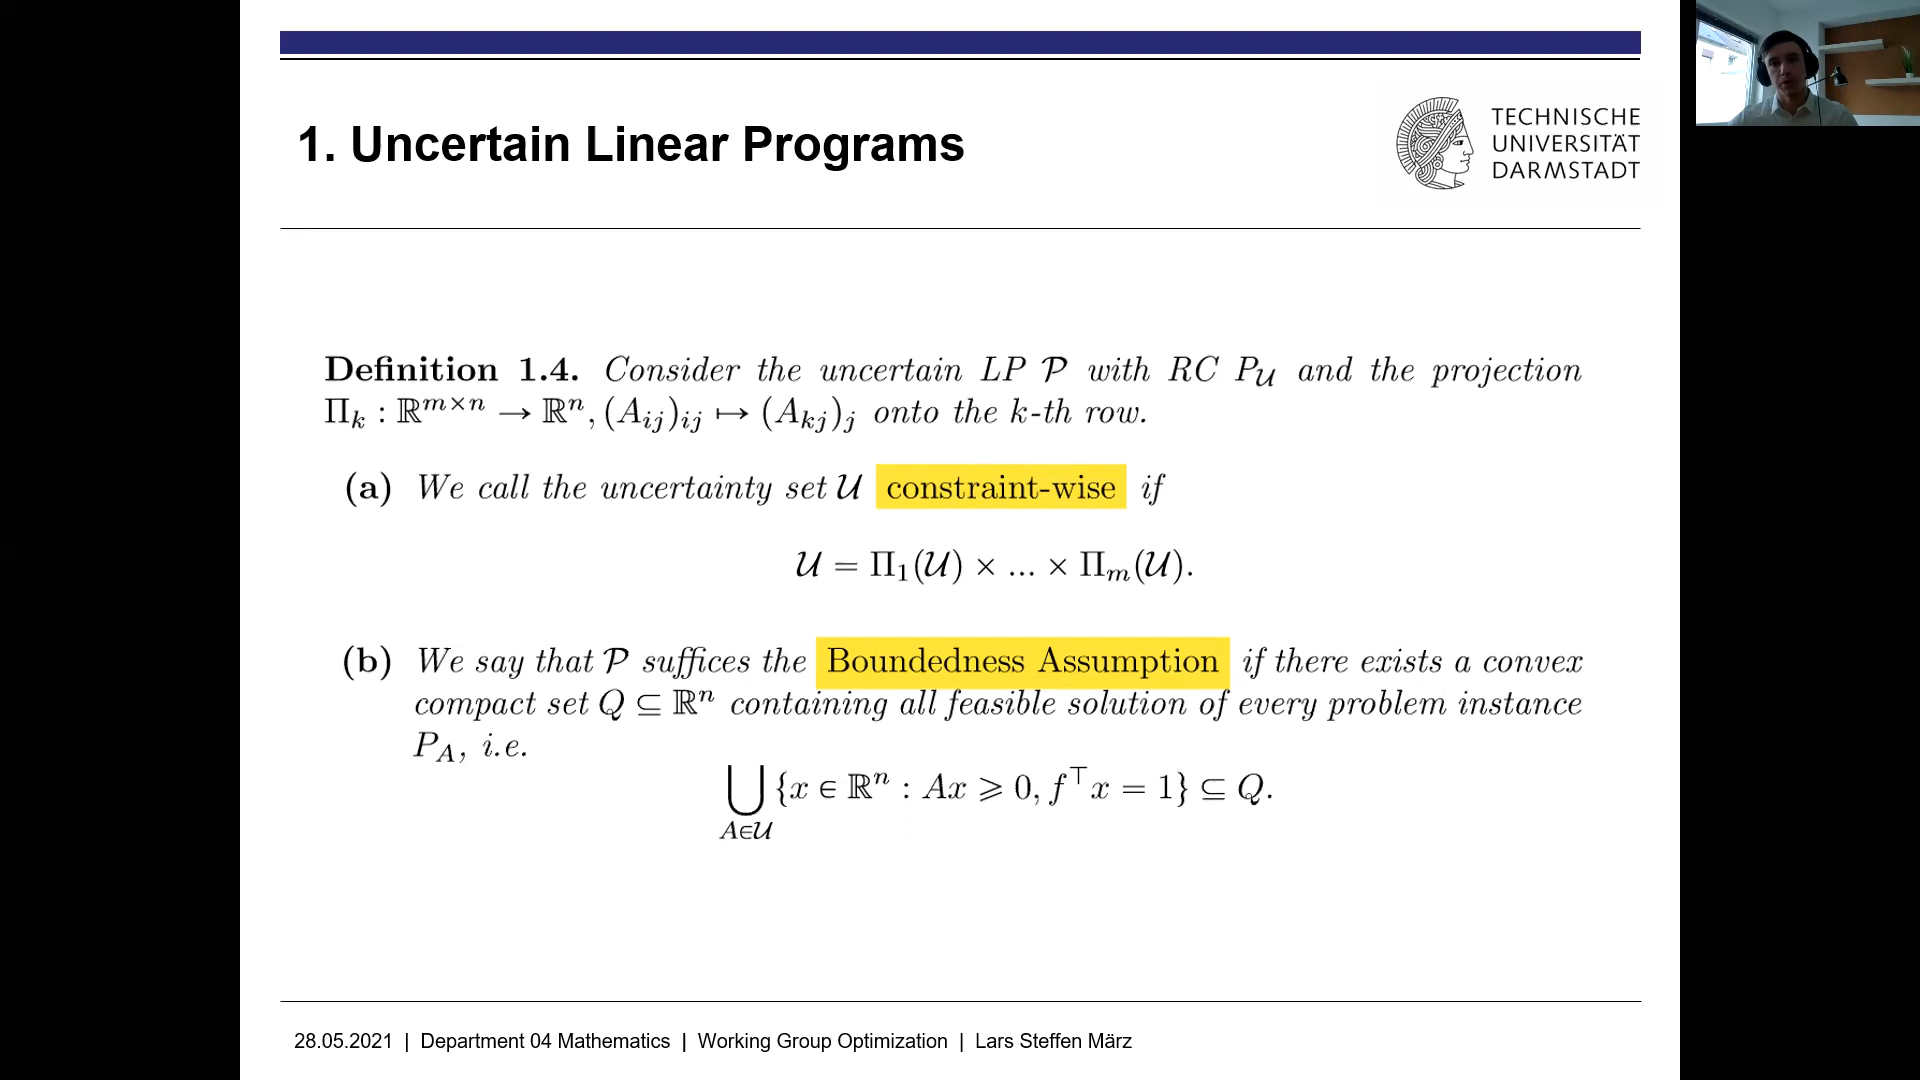 1. Uncertain Linear Programs
TECHNISCHE
UNIVERSITÄT
DARMSTADT
Definition 1.4. Consider the uncertain LP 𝒫 with RC P_𝒰 and the projection
Π_k : ℝ^{m×n} → ℝ^n, (A_{ij})_{ij} ↦ (A_{kj})_j onto the k-th row.
(a) We call the uncertainty set 𝒰 constraint-wise if
𝒰 = Π_1(𝒰) × ... × Π_m(𝒰).
(b) We say that 𝒫 suffices the Boundedness Assumption if there exists a convex
compact set Q ⊆ ℝ^n containing all feasible solution of every problem instance
P_A, i.e.
⋃_{A∈𝒰} {x ∈ ℝ^n : Ax ⩾ 0, f^⊤ x = 1} ⊆ Q.
28.05.2021 | Department 04 Mathematics | Working Group Optimization | Lars Steffen März